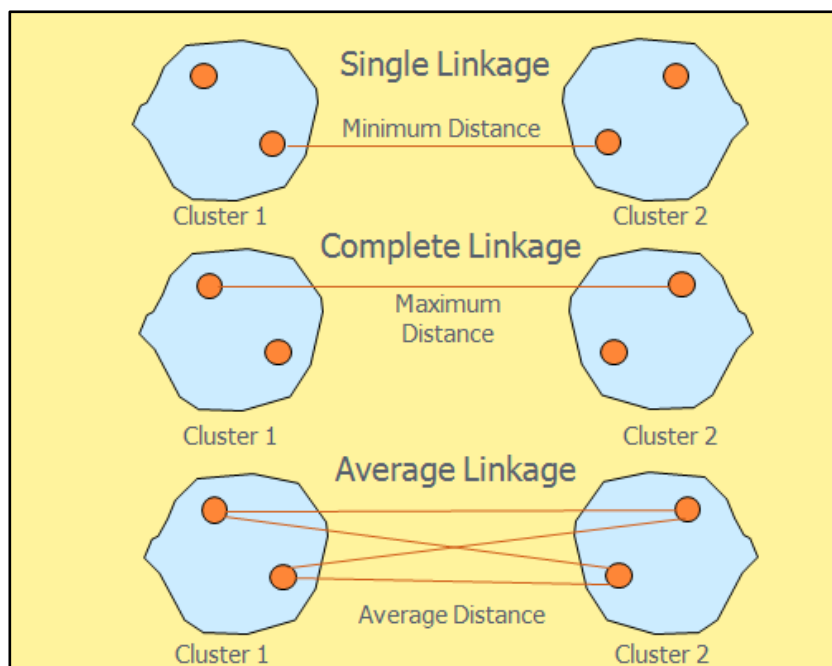 Single Linkage
Minimum Distance
Cluster 1
Cluster 2
Complete Linkage
Maximum
Distance
Cluster 1
Cluster 2
Average Linkage
Average Distance
Cluster 1
Cluster 2